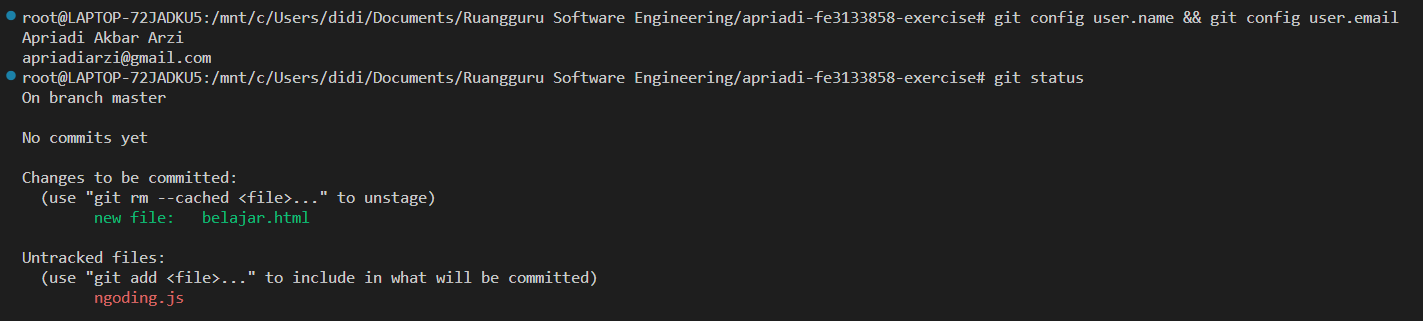 root@LAPTOP-72JADKU5:/mnt/c/Users/didi/Documents/Ruangguru Software Engineering/apriadi-fe3133858-exercise# git config user.name && git config user.email
Apriadi Akbar Arzi
apriadiarzi@gmail.com
root@LAPTOP-72JADKU5:/mnt/c/Users/didi/Documents/Ruangguru Software Engineering/apriadi-fe3133858-exercise# git status
On branch master

No commits yet

Changes to be committed:
  (use "git rm --cached <file>..." to unstage)
        new file:   belajar.html

Untracked files:
  (use "git add <file>..." to include in what will be committed)
        ngoding.js